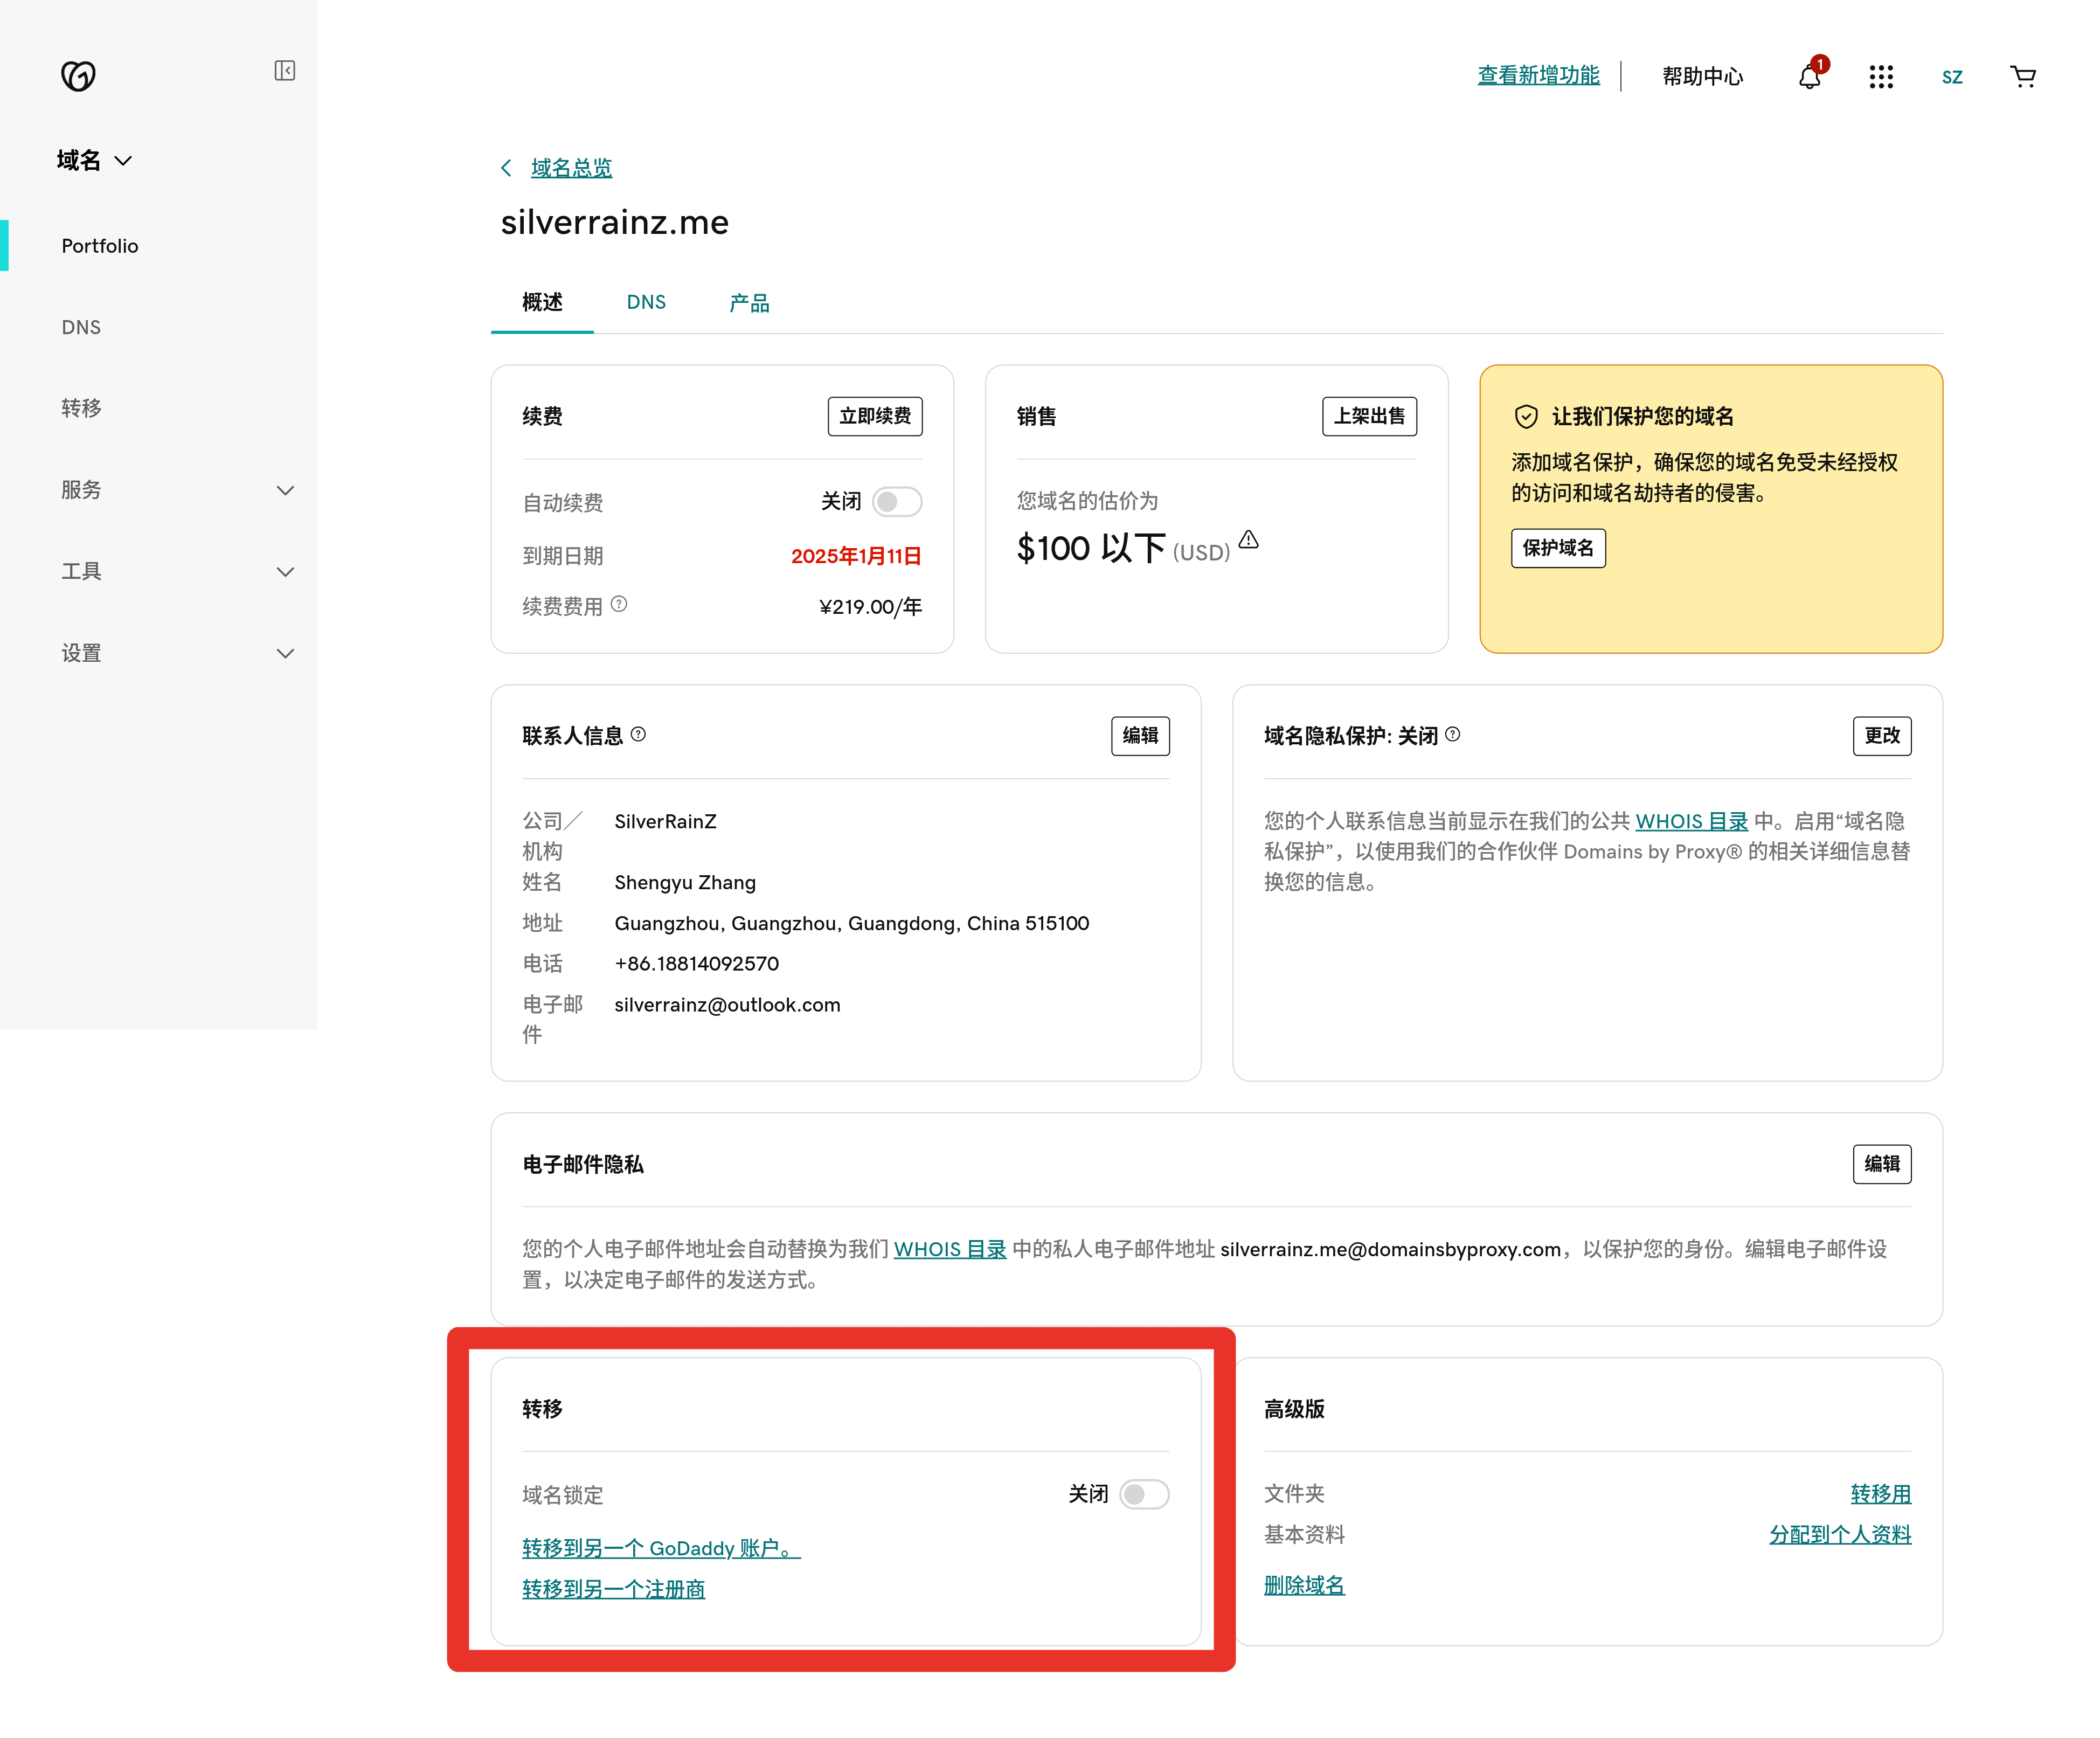 查看新增功能
帮助中心
1
SZ
域名
Portfolio
DNS
转移
服务
工具
设置
域名总览
silverrainz.me
概述 DNS 产品
续费 立即续费
自动续费 关闭
到期日期 2025年1月11日
续费费用 ¥219.00/年
销售 上架出售
您域名的估价为
$100 以下 (USD)
让我们保护您的域名
添加域名保护，确保您的域名免受未经授权
的访问和域名劫持者的侵害。
保护域名
联系人信息 编辑
公司／ SilverRainZ
机构
姓名 Shengyu Zhang
地址 Guangzhou, Guangzhou, Guangdong, China 515100
电话 +86.18814092570
电子邮 silverrainz@outlook.com
件
域名隐私保护: 关闭 更改
您的个人联系信息当前显示在我们的公共 WHOIS 目录 中。启用“域名隐
私保护”，以使用我们的合作伙伴 Domains by Proxy® 的相关详细信息替
换您的信息。
电子邮件隐私 编辑
您的个人电子邮件地址会自动替换为我们 WHOIS 目录 中的私人电子邮件地址 silverrainz.me@domainsbyproxy.com，以保护您的身份。编辑电子邮件设
置，以决定电子邮件的发送方式。
转移
域名锁定 关闭
转移到另一个 GoDaddy 账户。
转移到另一个注册商
高级版
文件夹 转移用
基本资料 分配到个人资料
删除域名